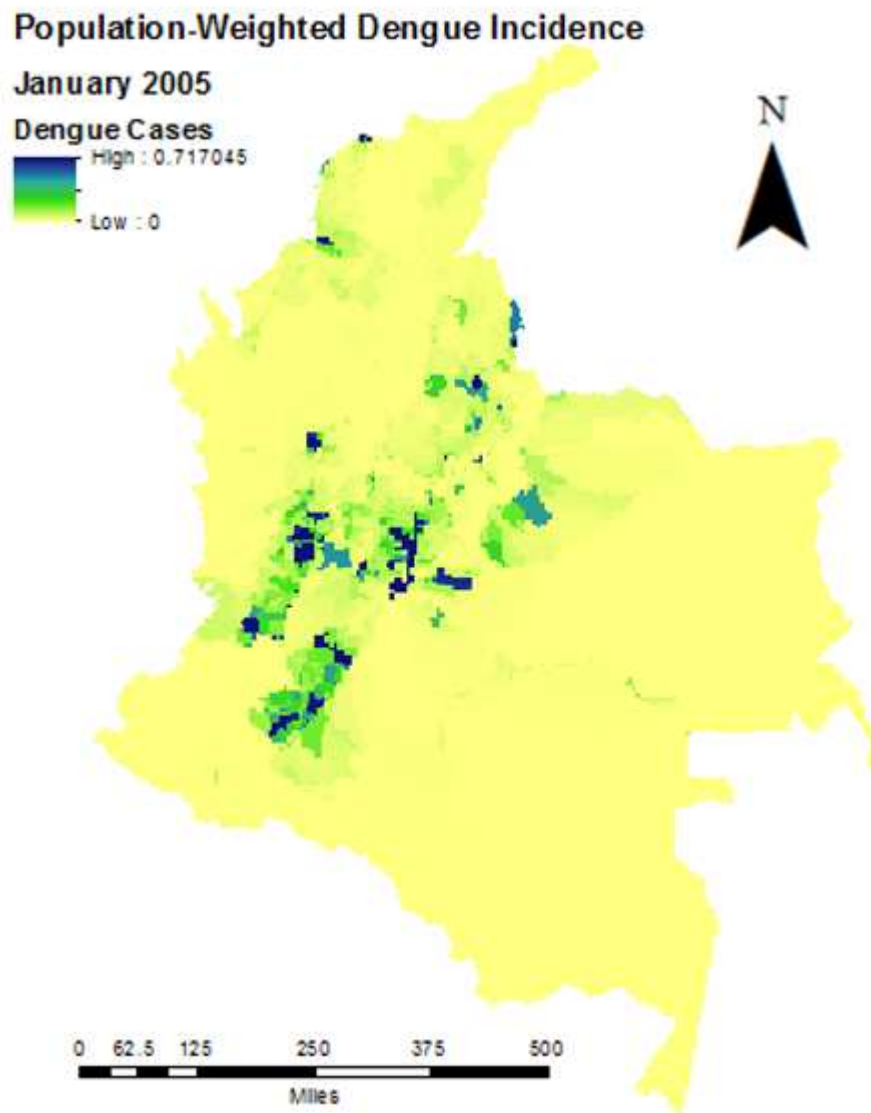 Population-Weighted Dengue Incidence
January 2005
Dengue Cases
High : 0.717045
Low : 0
N
0 62.5 125 250 375 500
Miles